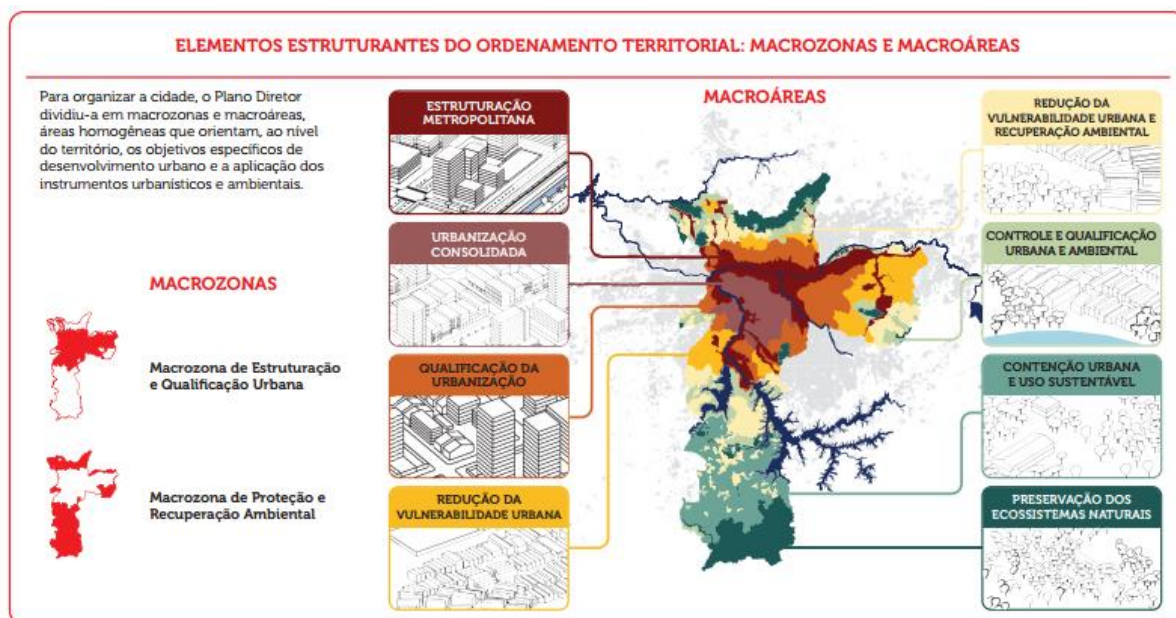 ELEMENTOS ESTRUTURANTES DO ORDENAMENTO TERRITORIAL: MACROZONAS E MACROÁREAS
Para organizar a cidade, o Plano Diretor
dividiu-a em macrozonas e macroáreas,
áreas homogêneas que orientam, ao nível
do território, os objetivos específicos de
desenvolvimento urbano e a aplicação dos
instrumentos urbanísticos e ambientais.
MACROZONAS
Macrozona de Estruturação
e Qualificação Urbana
Macrozona de Proteção e
Recuperação Ambiental
MACROÁREAS
ESTRUTURAÇÃO
METROPOLITANA
URBANIZAÇÃO
CONSOLIDADA
QUALIFICAÇÃO DA
URBANIZAÇÃO
REDUÇÃO DA
VULNERABILIDADE URBANA
REDUÇÃO DA
VULNERABILIDADE URBANA E
RECUPERAÇÃO AMBIENTAL
CONTROLE E QUALIFICAÇÃO
URBANA E AMBIENTAL
CONTENÇÃO URBANA
E USO SUSTENTÁVEL
PRESERVAÇÃO DOS
ECOSSISTEMAS NATURAIS